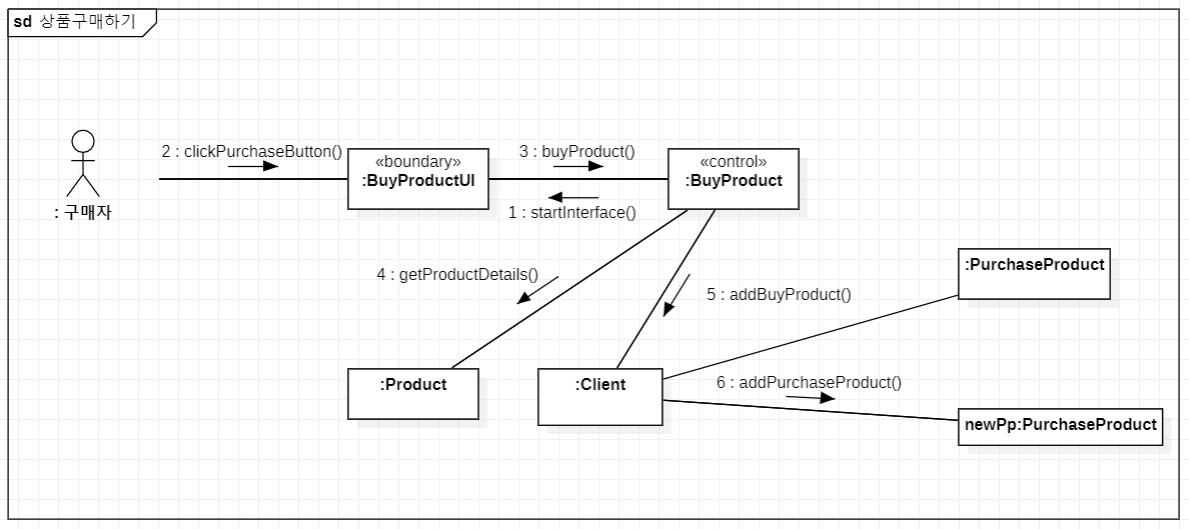 sd 상품구매하기
2 : clickPurchaseButton()
3 : buyProduct()
«boundary»
:BuyProductUI
«control»
:BuyProduct
: 구매자
1 : startInterface()
4 : getProductDetails()
5 : addBuyProduct()
:PurchaseProduct
:Product
:Client
6 : addPurchaseProduct()
newPp:PurchaseProduct